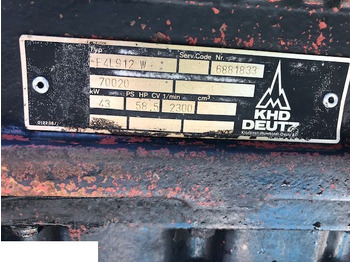 Typ Serv.Code Nr.
F4L912 W 6881833
70020
kW PS HP CV 1/min cm³
43 58,5 2300
KHD
DEUTZ